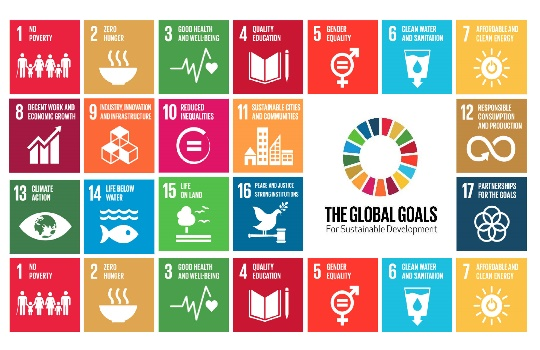 1 NO
POVERTY
2 ZERO
HUNGER
3 GOOD HEALTH
AND WELL-BEING
4 QUALITY
EDUCATION
5 GENDER
EQUALITY
6 CLEAN WATER
AND SANITATION
7 AFFORDABLE AND
CLEAN ENERGY
8 DECENT WORK AND
ECONOMIC GROWTH
9 INDUSTRY, INNOVATION
AND INFRASTRUCTURE
10 REDUCED
INEQUALITIES
11 SUSTAINABLE CITIES
AND COMMUNITIES
12 RESPONSIBLE
CONSUMPTION
AND PRODUCTION
13 CLIMATE
ACTION
14 LIFE BELOW
WATER
15 LIFE
ON LAND
16 PEACE AND JUSTICE
STRONG INSTITUTIONS
THE GLOBAL GOALS
For Sustainable Development
17 PARTNERSHIPS
FOR THE GOALS
1 NO
POVERTY
2 ZERO
HUNGER
3 GOOD HEALTH
AND WELL-BEING
4 QUALITY
EDUCATION
5 GENDER
EQUALITY
6 CLEAN WATER
AND SANITATION
7 AFFORDABLE AND
CLEAN ENERGY